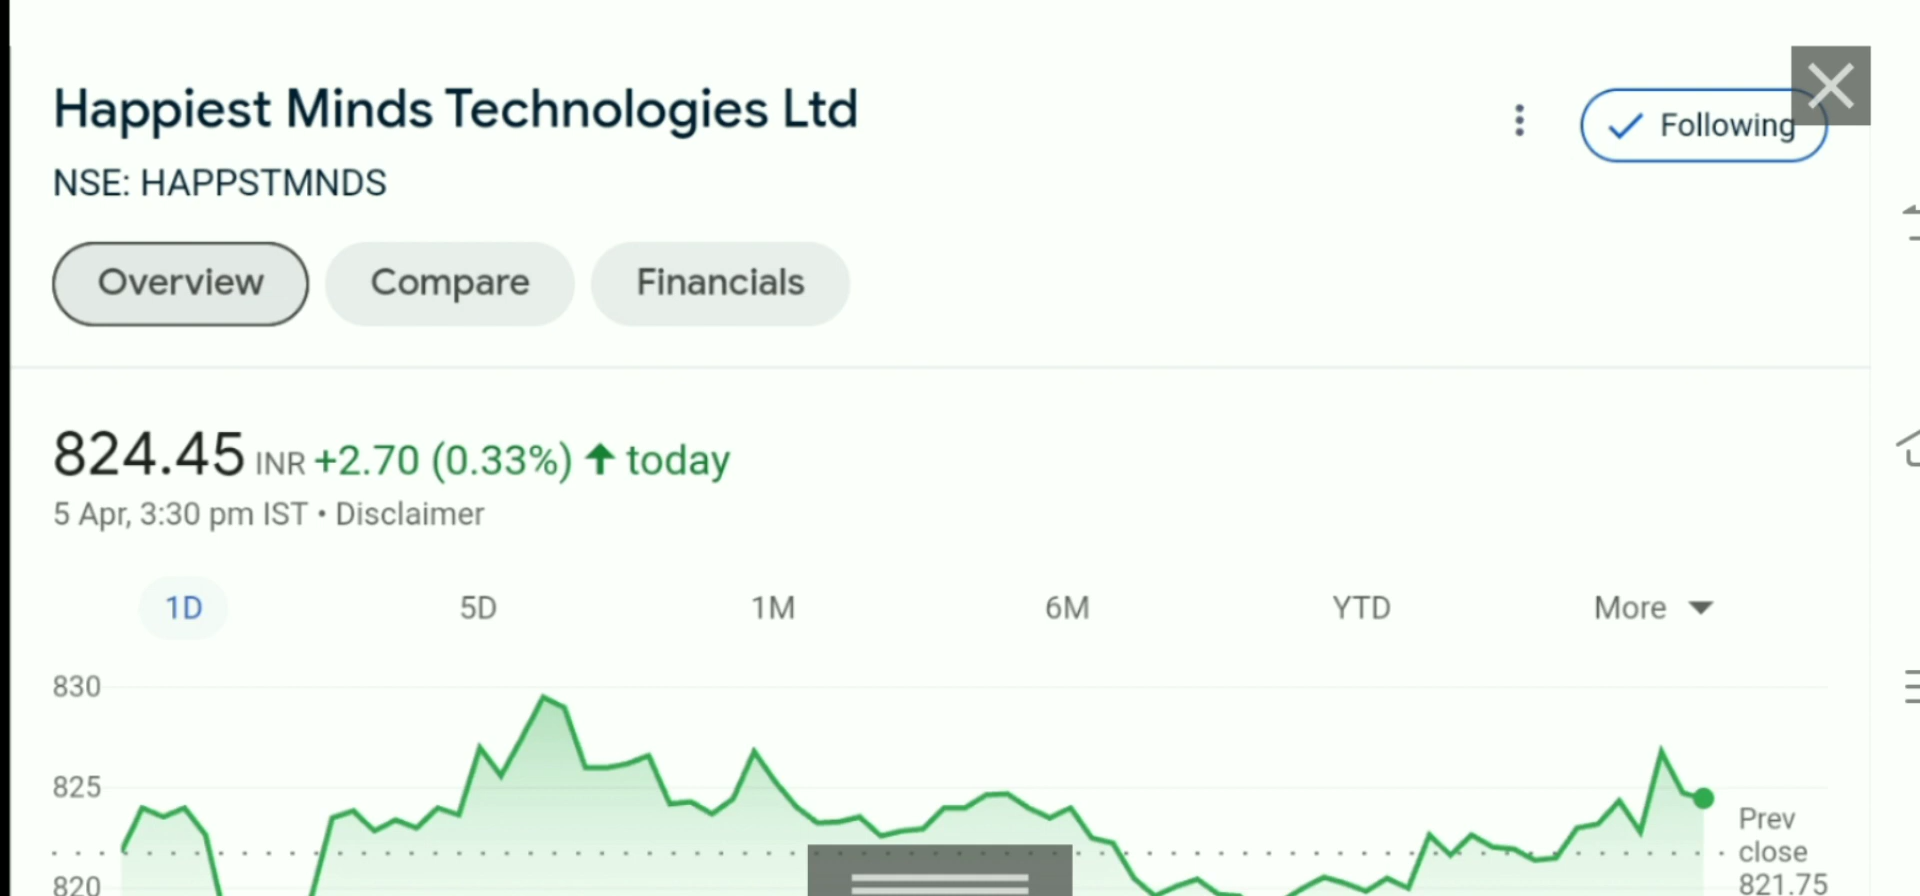 Happiest Minds Technologies Ltd
Following
NSE: HAPPSTMNDS
Overview Compare Financials
824.45 INR +2.70 (0.33%) ↑ today
5 Apr, 3:30 pm IST • Disclaimer
1D 5D 1M 6M YTD More
830
825
820
Prev
close
821.75